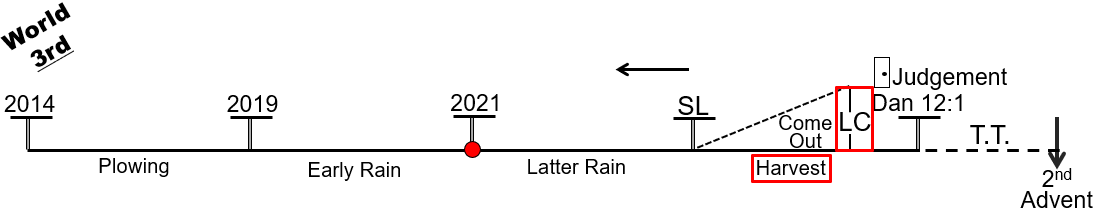 World
3rd
2014
2019
2021
SL
Judgement
Dan 12:1
Come
Out
LC
T.T.
Plowing
Early Rain
Latter Rain
Harvest
2nd
Advent